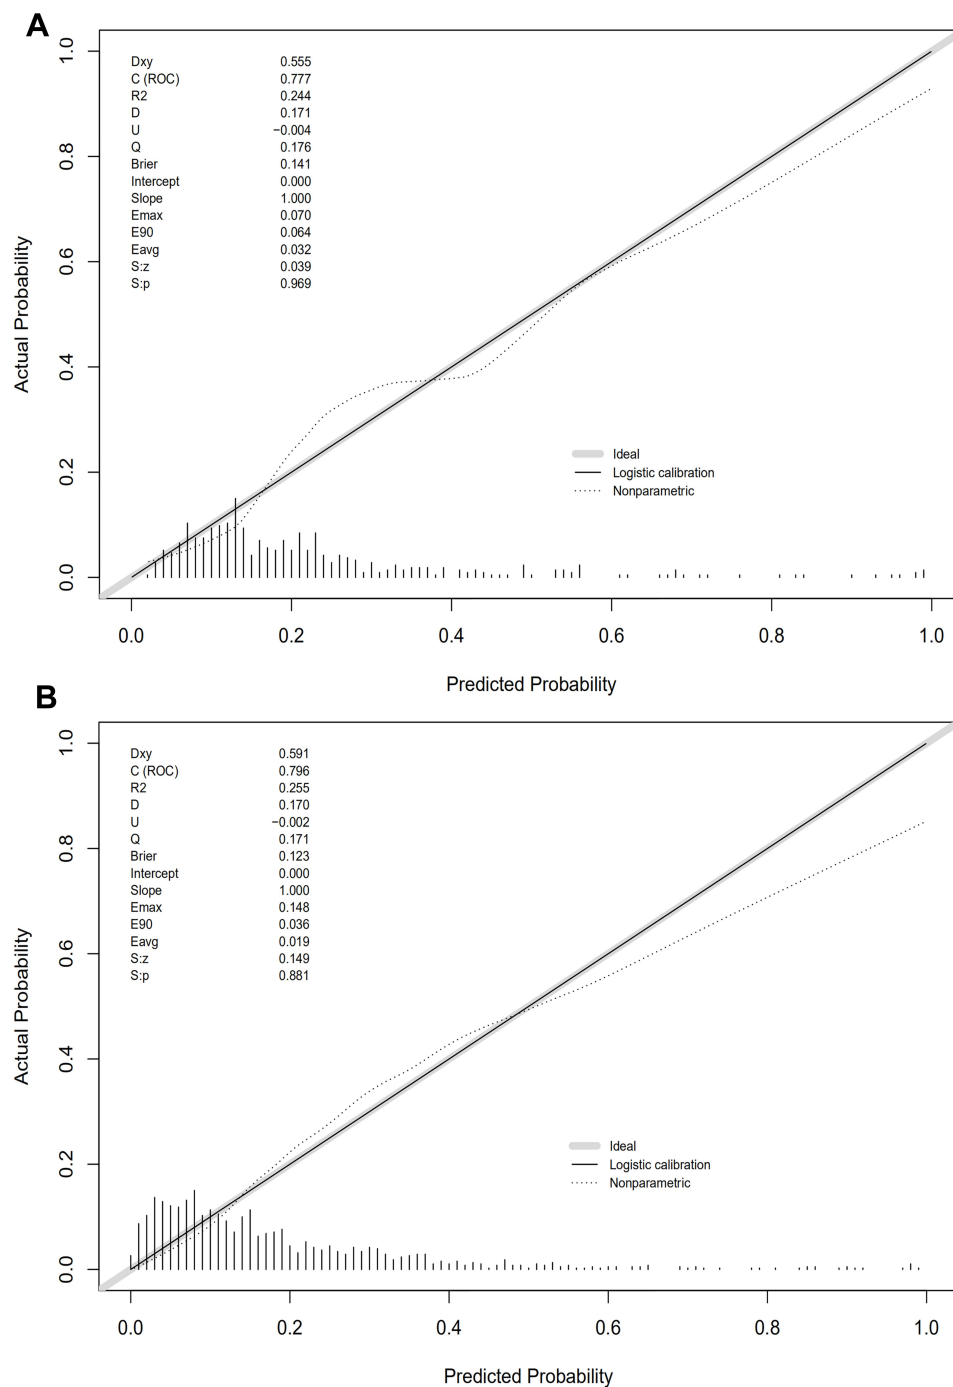 A
Dxy 0.555
C (ROC) 0.777
R2 0.244
D 0.171
U −0.004
Q 0.176
Brier 0.141
Intercept 0.000
Slope 1.000
Emax 0.070
E90 0.064
Eavg 0.032
S:z 0.039
S:p 0.969
1.0
0.8
0.6
0.4
0.2
0.0
Actual Probability
Ideal
Logistic calibration
Nonparametric
0.0 0.2 0.4 0.6 0.8 1.0
Predicted Probability
B
Dxy 0.591
C (ROC) 0.796
R2 0.255
D 0.170
U −0.002
Q 0.171
Brier 0.123
Intercept 0.000
Slope 1.000
Emax 0.148
E90 0.036
Eavg 0.019
S:z 0.149
S:p 0.881
1.0
0.8
0.6
0.4
0.2
0.0
Actual Probability
Ideal
Logistic calibration
Nonparametric
0.0 0.2 0.4 0.6 0.8 1.0
Predicted Probability